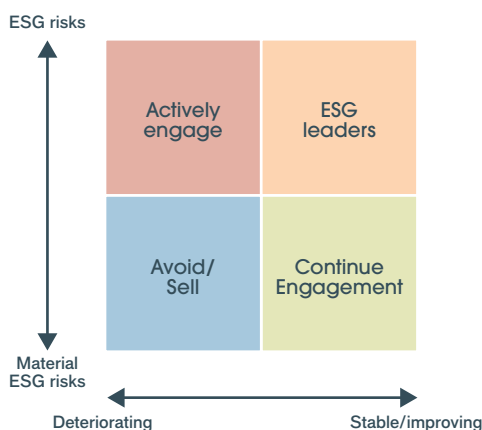 ESG risks
Actively
engage
ESG
leaders
Avoid/
Sell
Continue
Engagement
Material
ESG risks
Deteriorating
Stable/improving